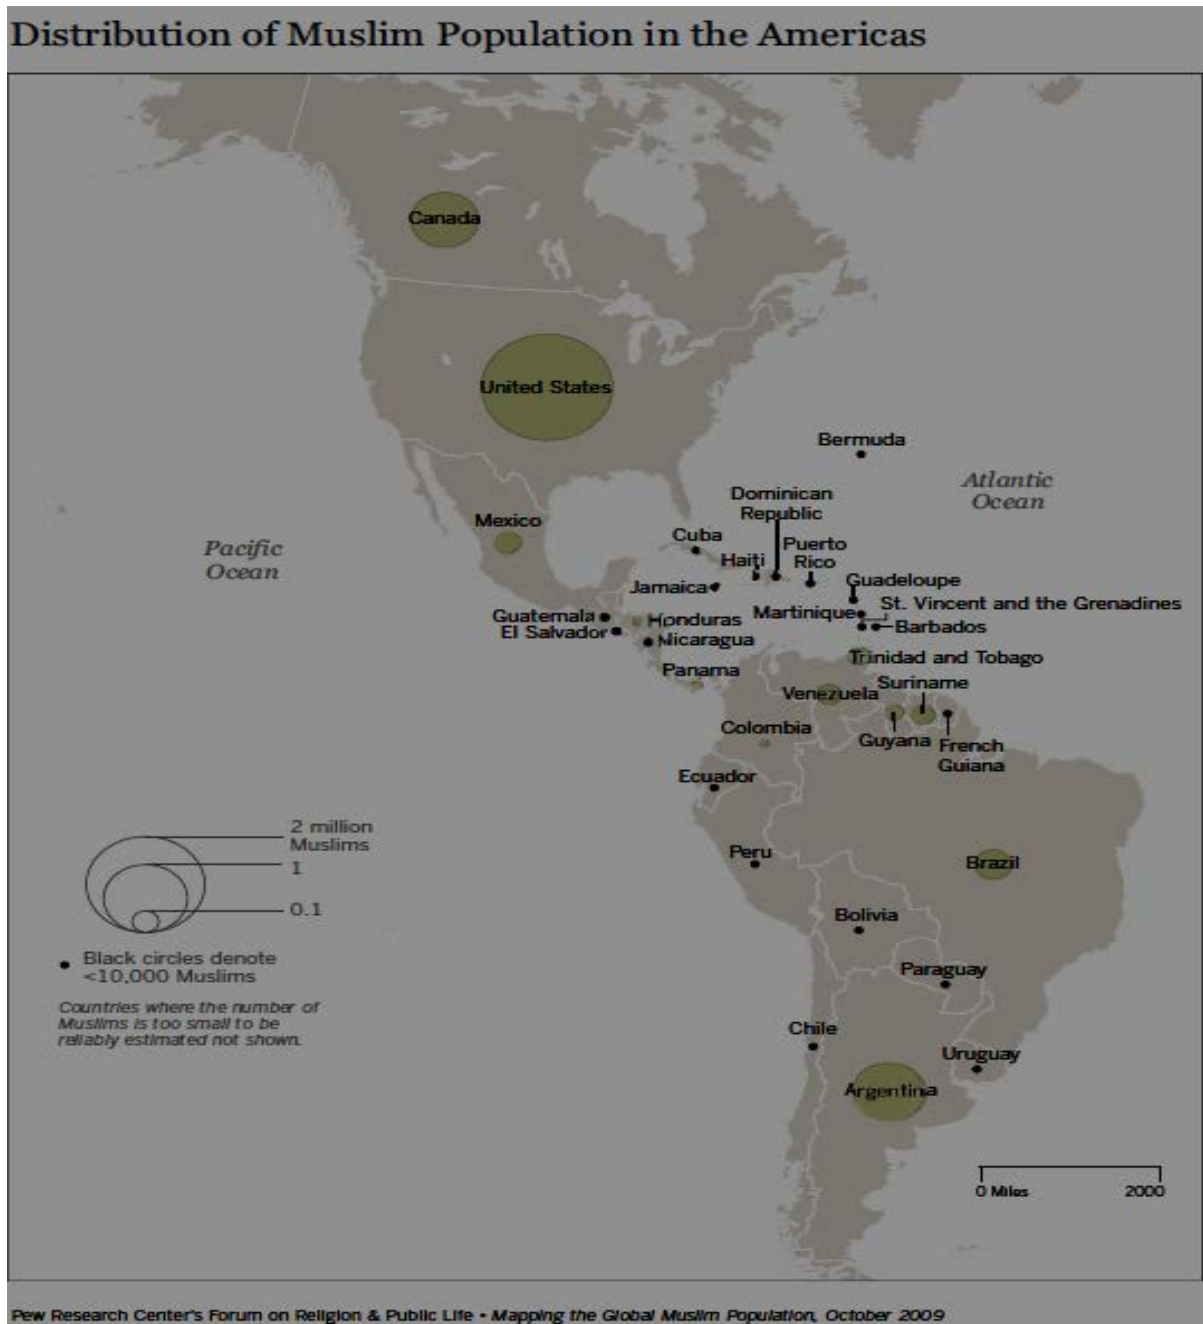 Distribution of Muslim Population in the Americas
Canada
United States
Bermuda
Atlantic
Ocean
Dominican
Republic
Mexico
Cuba
Puerto
Rico
Pacific
Ocean
Haiti
Jamaica
Guadeloupe
St. Vincent and the Grenadines
Martinique
Guatemala
Honduras
El Salvador
Barbados
Nicaragua
Trinidad and Tobago
Panama
Suriname
Venezuela
Colombia
Guyana
French
Guiana
Ecuador
2 million
Muslims
1
0.1
Peru
Brazil
Bolivia
Black circles denote
<10,000 Muslims
Paraguay
Countries where the number of
Muslims is too small to be
reliably estimated not shown.
Chile
Uruguay
Argentina
0 Miles 2000
Pew Research Center's Forum on Religion & Public Life • Mapping the Global Muslim Population, October 2009